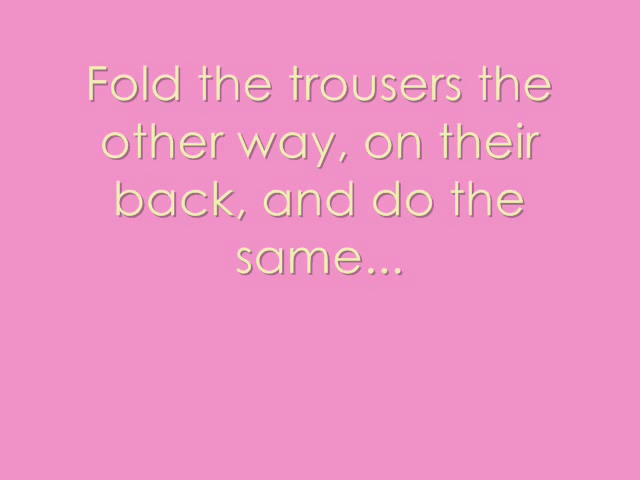 Fold the trousers the
other way, on their
back, and do the
same...